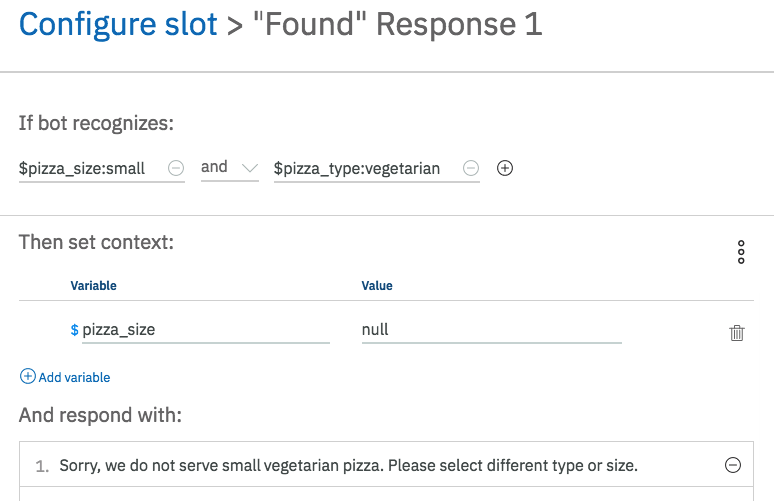 Configure slot > "Found" Response 1
If bot recognizes:
$pizza_size:small and $pizza_type:vegetarian
Then set context:
Variable Value
$ pizza_size null
Add variable
And respond with:
1. Sorry, we do not serve small vegetarian pizza. Please select different type or size.